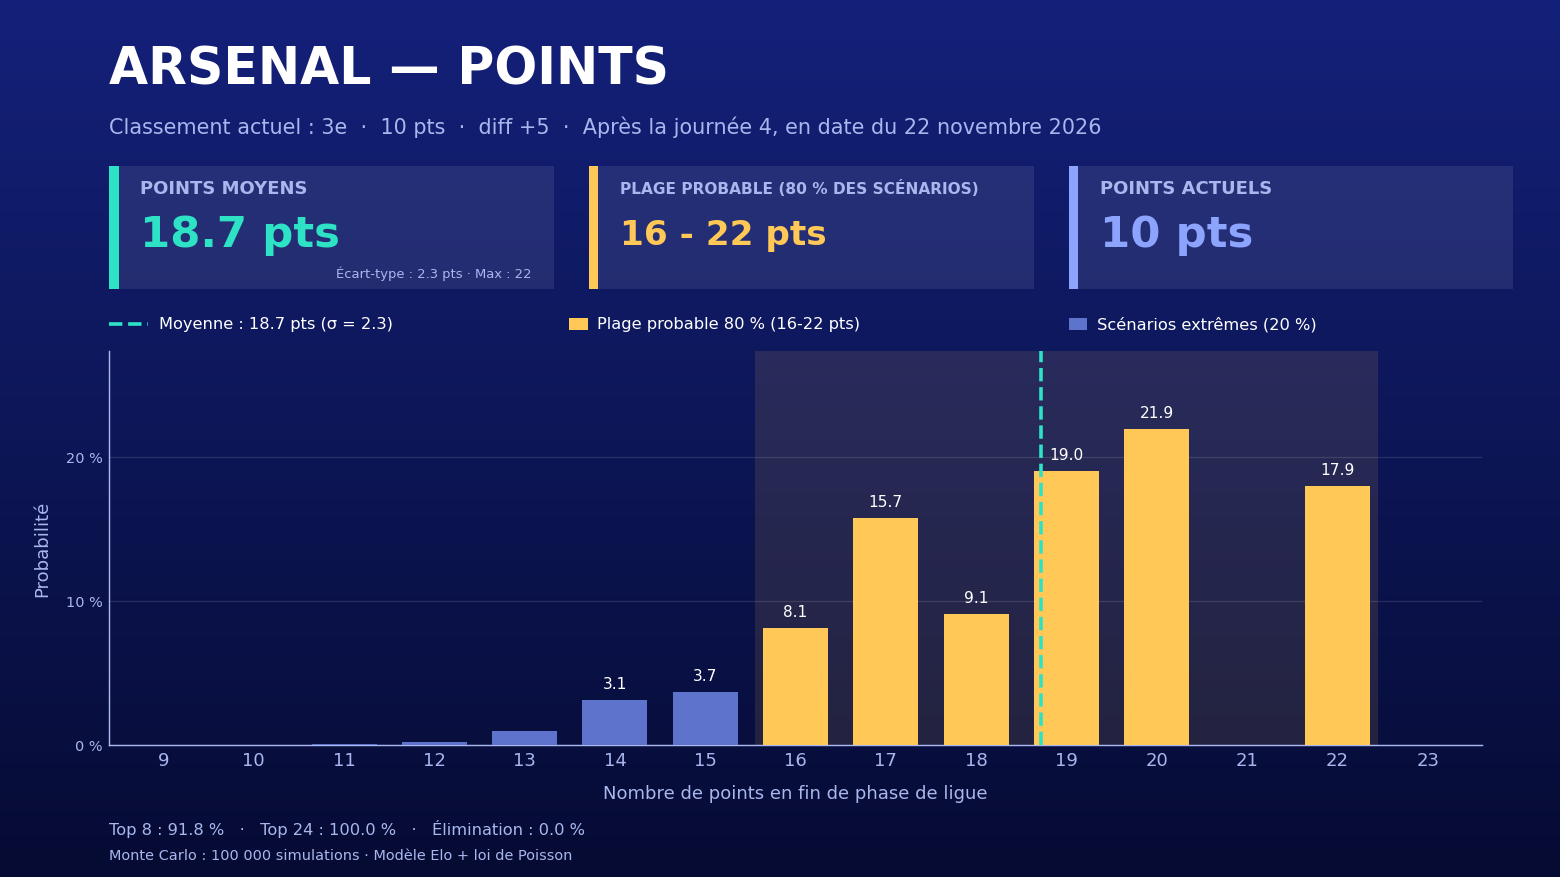 ARSENAL — POINTS
Classement actuel : 3e · 10 pts · diff +5 · Après la journée 4, en date du 22 novembre 2026
POINTS MOYENS
18.7 pts
Écart-type : 2.3 pts · Max : 22
PLAGE PROBABLE (80 % DES SCÉNARIOS)
16 - 22 pts
POINTS ACTUELS
10 pts
Moyenne : 18.7 pts (σ = 2.3)
Plage probable 80 % (16-22 pts)
Scénarios extrêmes (20 %)
Probabilité
20 %
10 %
0 %
3.1
3.7
8.1
15.7
9.1
19.0
21.9
17.9
9 10 11 12 13 14 15 16 17 18 19 20 21 22 23
Nombre de points en fin de phase de ligue
Top 8 : 91.8 % · Top 24 : 100.0 % · Élimination : 0.0 %
Monte Carlo : 100 000 simulations · Modèle Elo + loi de Poisson